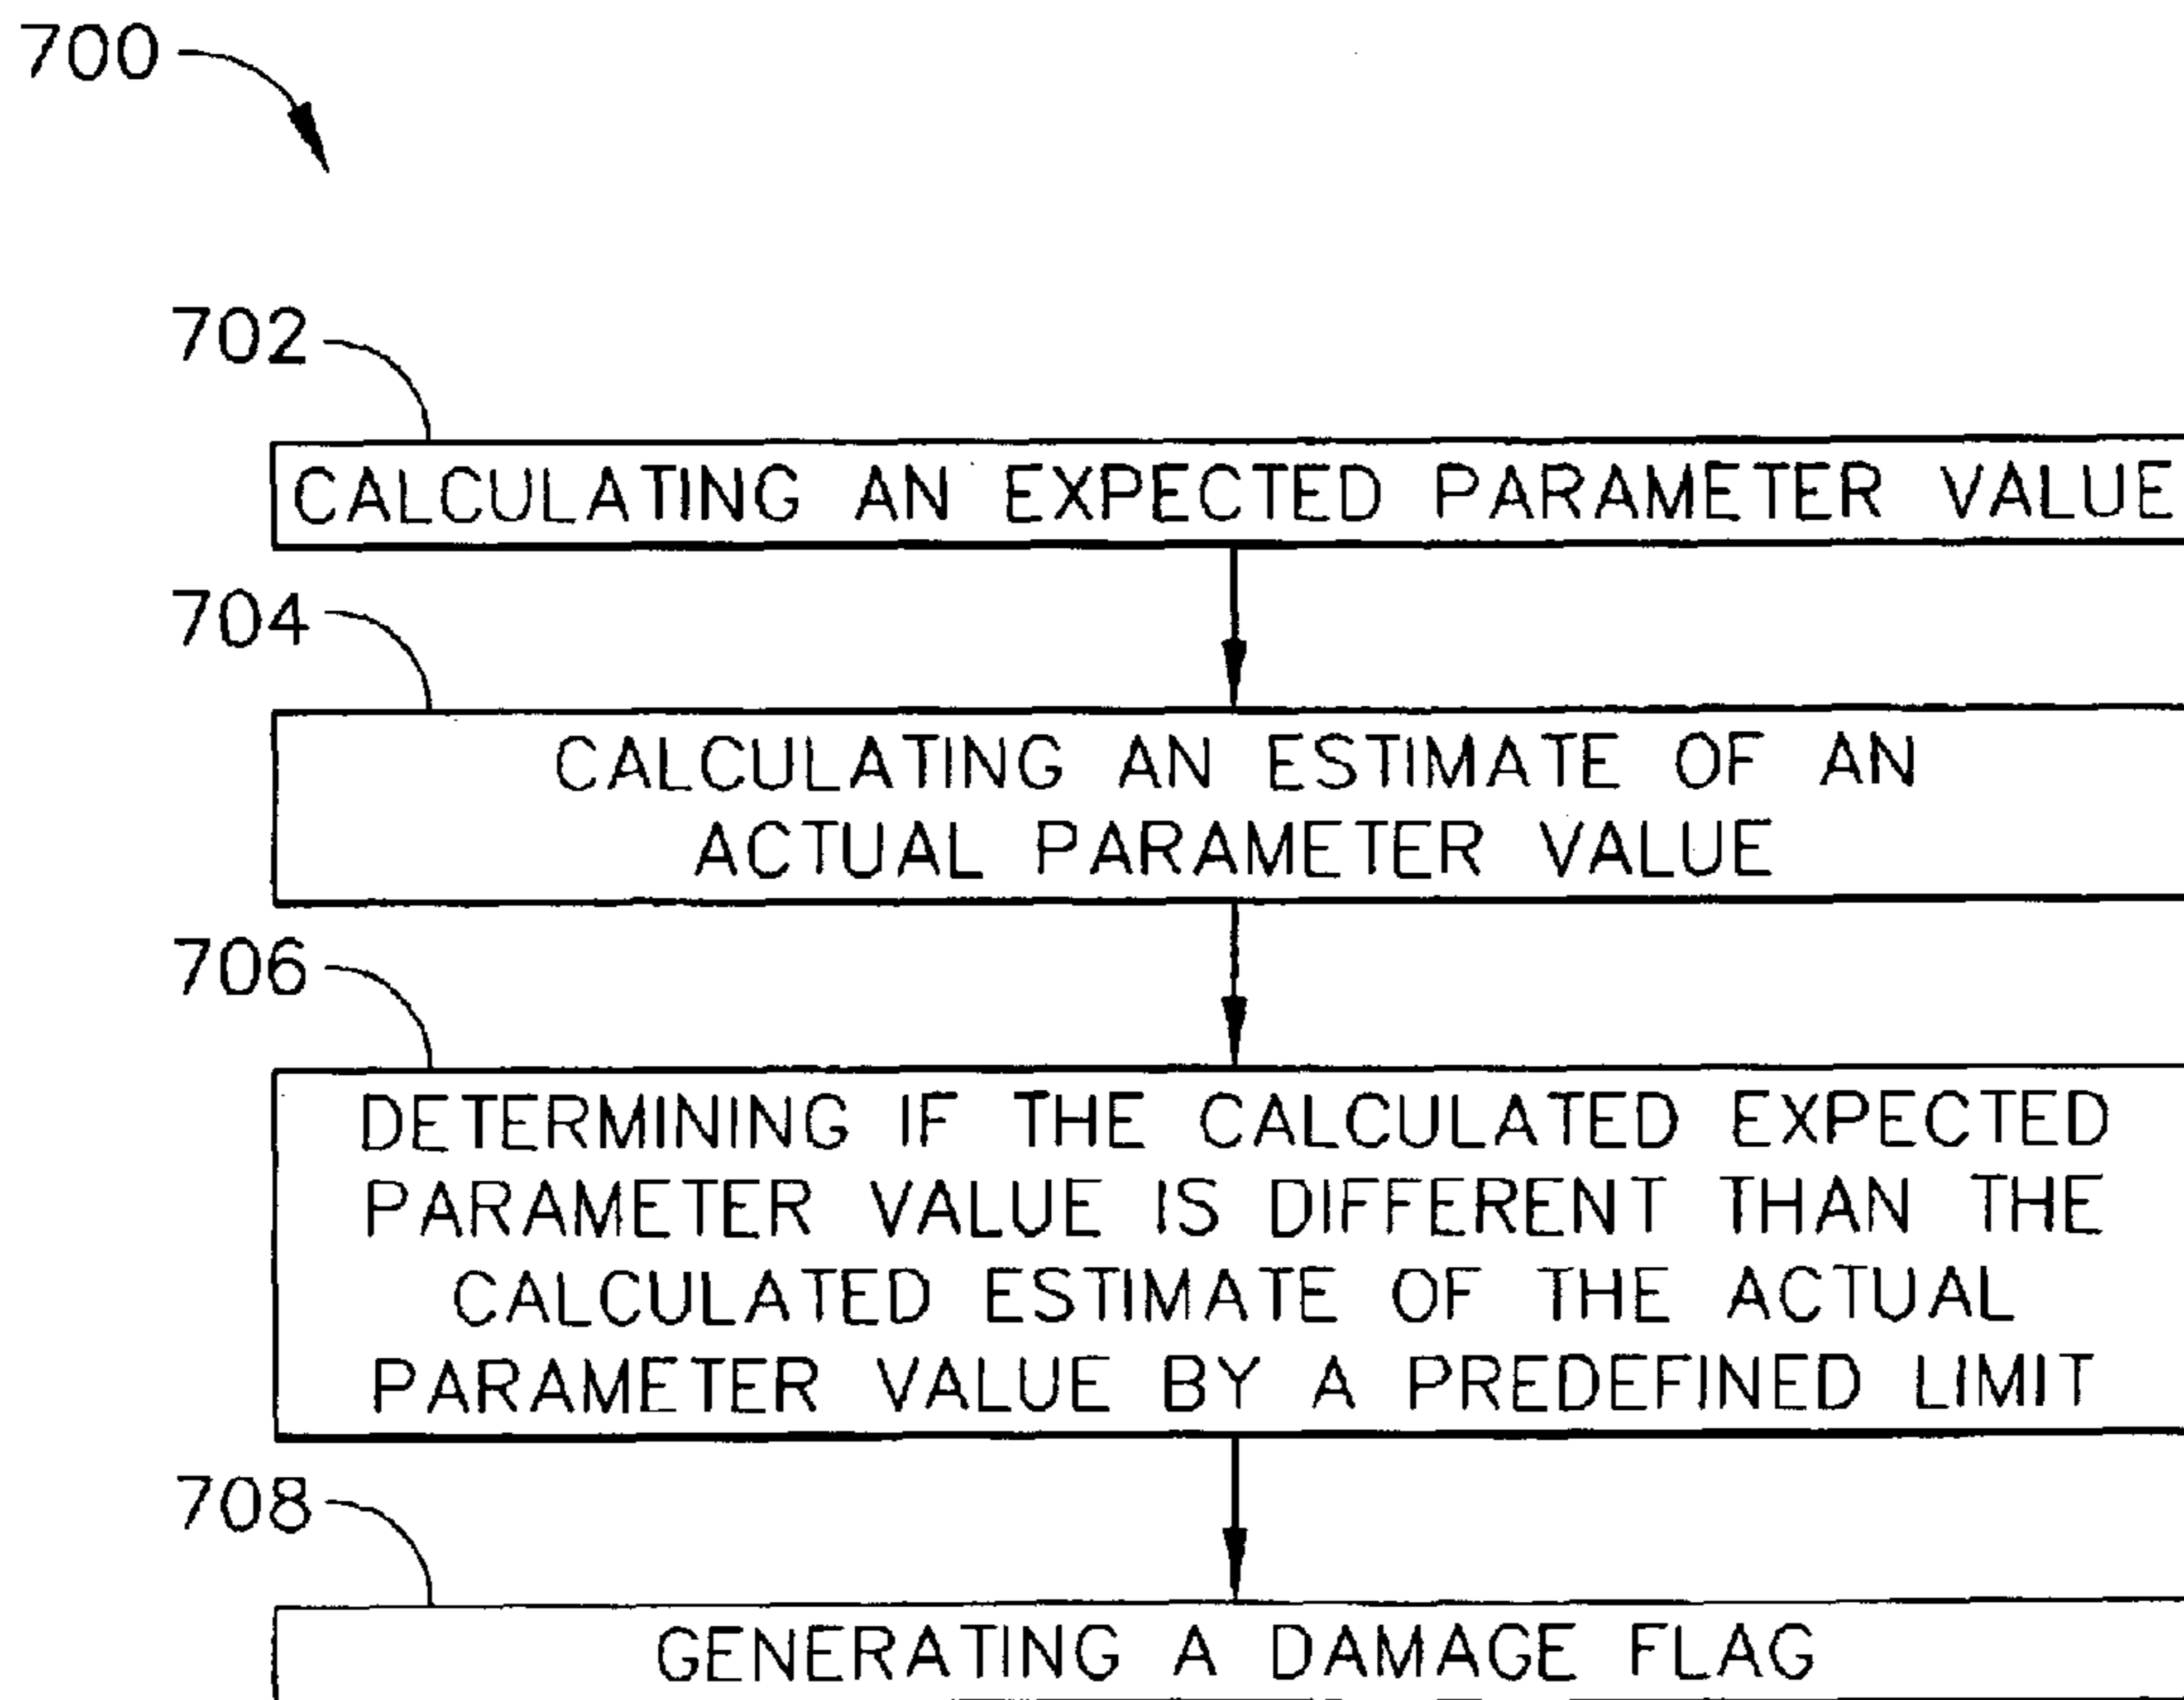 700
702
CALCULATING AN EXPECTED PARAMETER VALUE
704
CALCULATING AN ESTIMATE OF AN
ACTUAL PARAMETER VALUE
706
DETERMINING IF THE CALCULATED EXPECTED
PARAMETER VALUE IS DIFFERENT THAN THE
CALCULATED ESTIMATE OF THE ACTUAL
PARAMETER VALUE BY A PREDEFINED LIMIT
708
GENERATING A DAMAGE FLAG